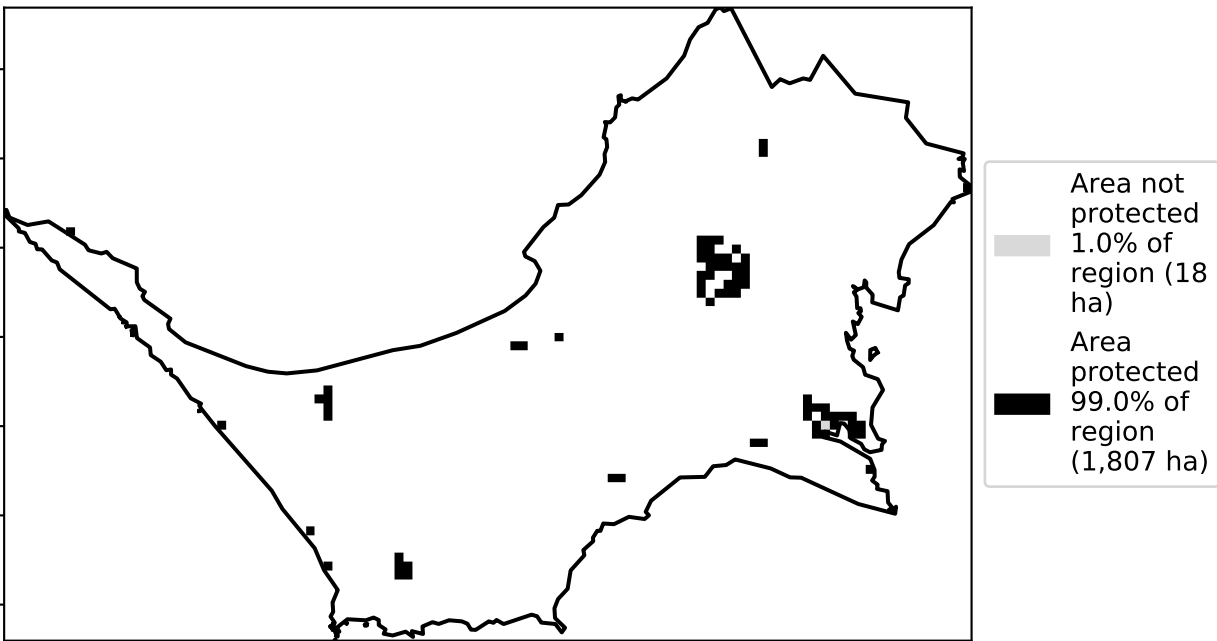 Area not
protected
1.0% of
region (18
ha)
Area
protected
99.0% of
region
(1,807 ha)